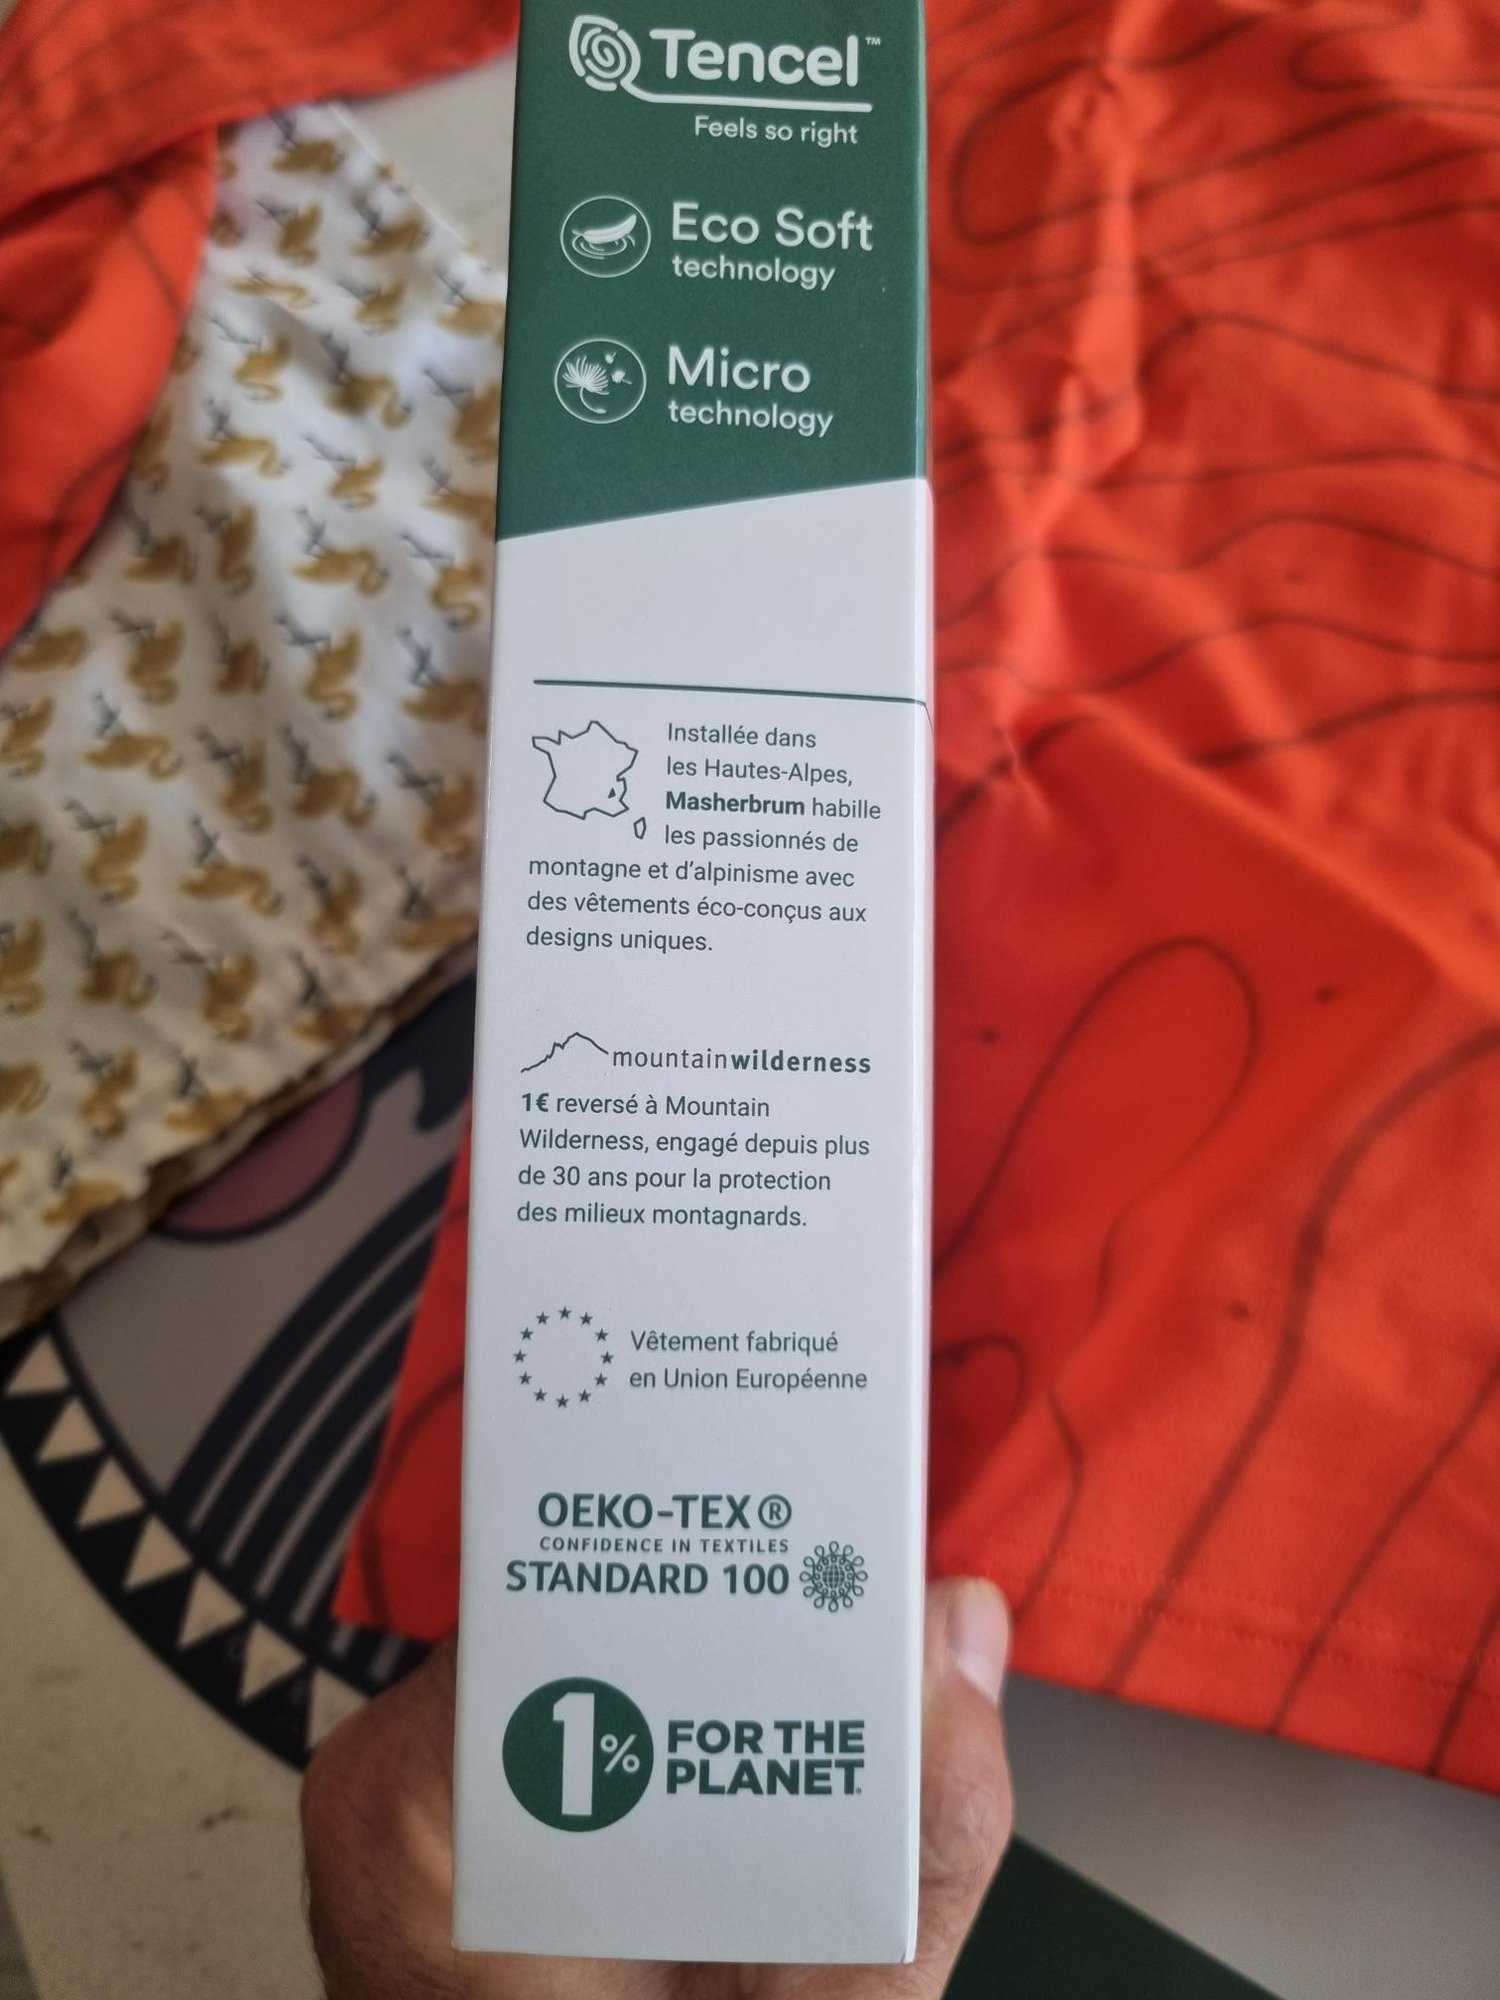 Tencel™
Feels so right
Eco Soft
technology
Micro
technology
Installée dans
les Hautes-Alpes,
Masherbrum habille
les passionnés de
montagne et d'alpinisme avec
des vêtements éco-conçus aux
designs uniques.
mountainwilderness
1€ reversé à Mountain
Wilderness, engagé depuis plus
de 30 ans pour la protection
des milieux montagnards.
Vêtement fabriqué
en Union Européenne
OEKO-TEX®
CONFIDENCE IN TEXTILES
STANDARD 100
1% FOR THE
PLANET